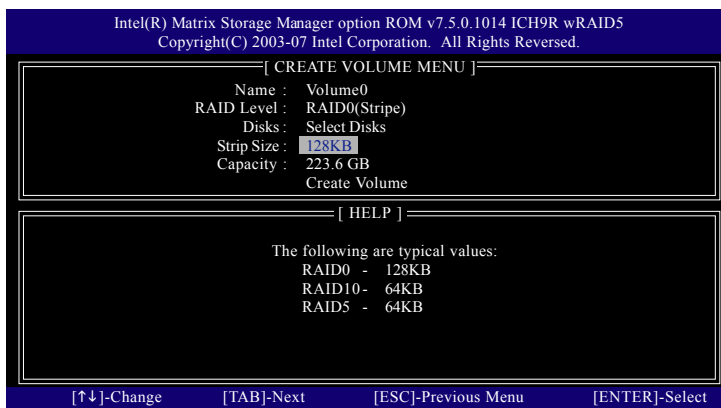 Intel(R) Matrix Storage Manager option ROM v7.5.0.1014 ICH9R wRAID5
Copyright(C) 2003-07 Intel Corporation. All Rights Reversed.
[ CREATE VOLUME MENU ]
Name : Volume0
RAID Level : RAID0(Stripe)
Disks : Select Disks
Strip Size : 128KB
Capacity : 223.6 GB
Create Volume
[ HELP ]
The following are typical values:
RAID0 - 128KB
RAID10 - 64KB
RAID5 - 64KB
[↑↓]-Change [TAB]-Next [ESC]-Previous Menu [ENTER]-Select